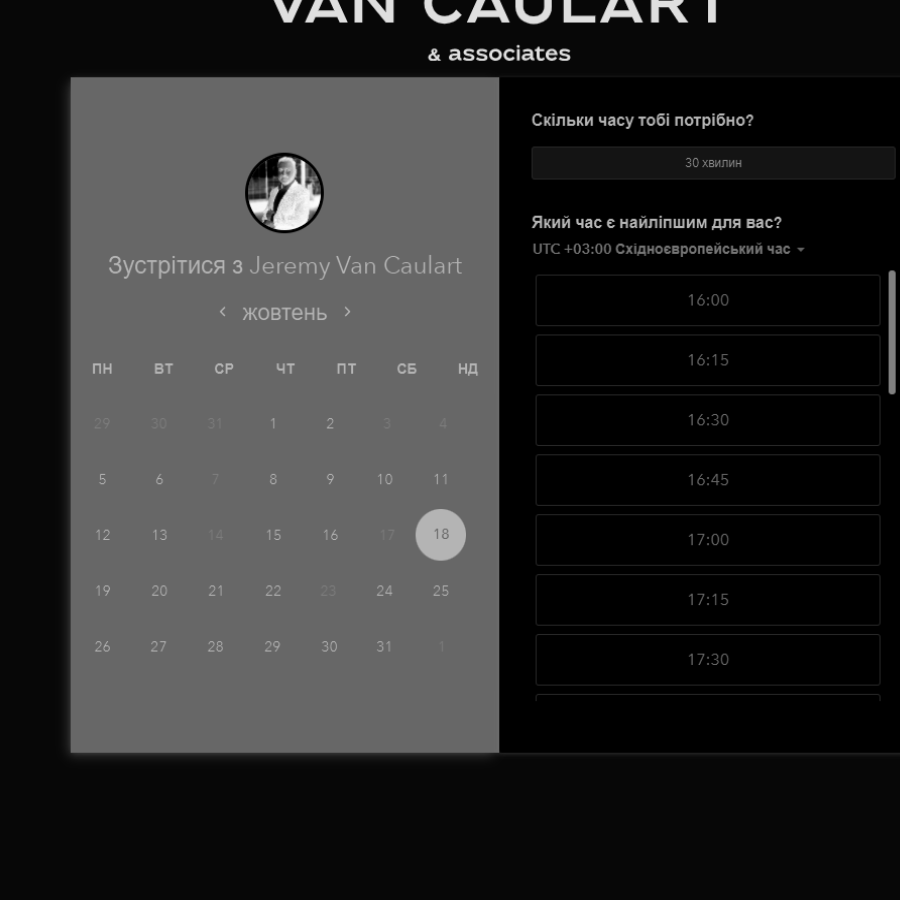 VAN CAULART
& associates
Зустрітися з Jeremy Van Caulart
жовтень
ПН ВТ СР ЧТ ПТ СБ НД
29 30 31 1 2 3 4
5 6 7 8 9 10 11
12 13 14 15 16 17 18
19 20 21 22 23 24 25
26 27 28 29 30 31 1
Скільки часу тобі потрібно?
30 хвилин
Який час є найліпшим для вас?
UTC +03:00 Східноєвропейський час
16:00
16:15
16:30
16:45
17:00
17:15
17:30